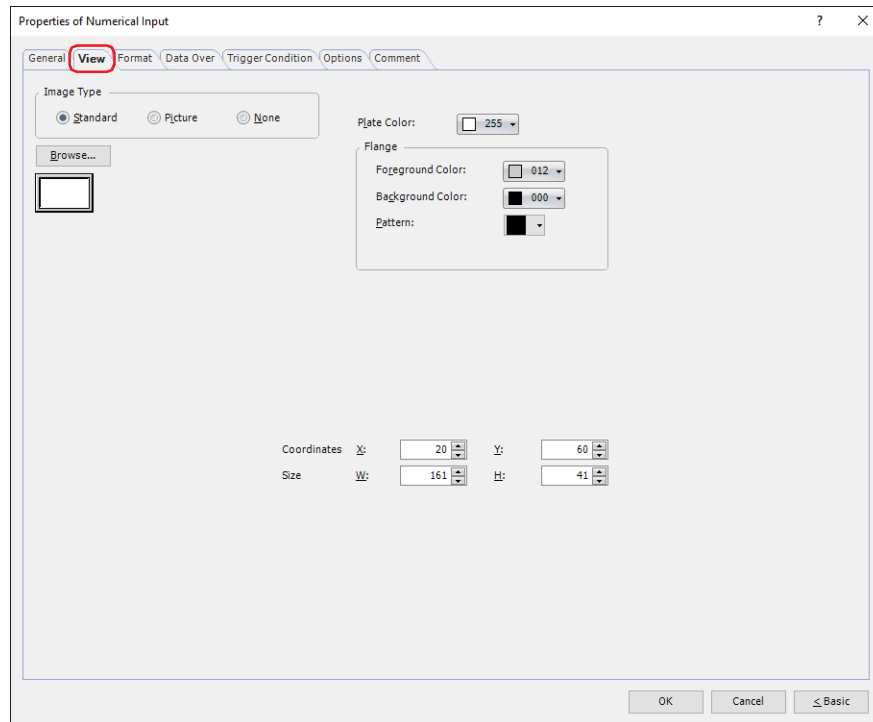 Properties of Numerical Input ?
General View Format Data Over Trigger Condition Options Comment
Image Type
Standard Picture None
Plate Color: 255
Browse...
Flange
Foreground Color: 012
Background Color: 000
Pattern:
Coordinates X: 20 Y: 60
Size W: 161 H: 41
OK Cancel < Basic